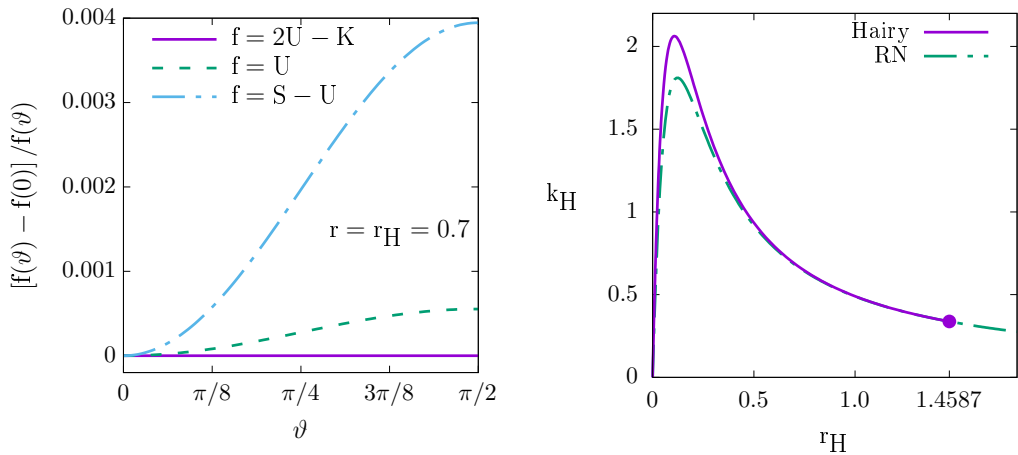 0.004
0.003
0.002
0.001
0
[f(ϑ) − f(0)] /f(ϑ)
f = 2U − K
f = U
f = S − U
r = r_H = 0.7
0 π/8 π/4 3π/8 π/2
ϑ
2
1.5
1
0.5
0
k_H
Hairy
RN
0 0.5 1.0 1.4587
r_H